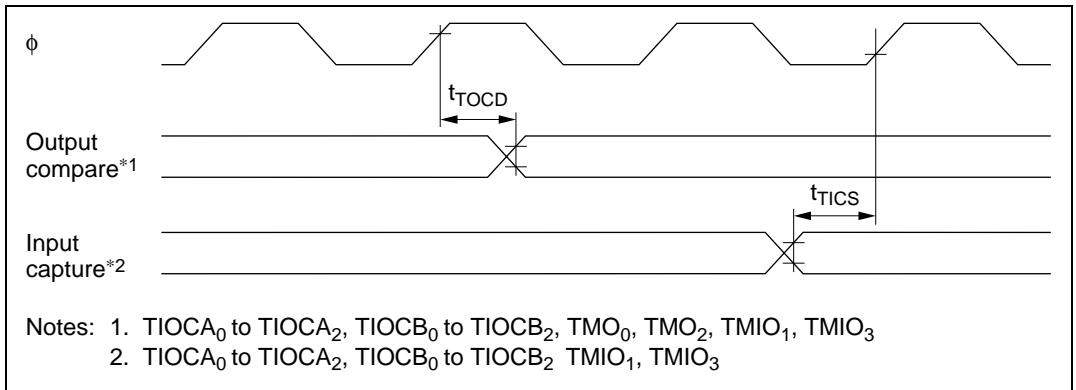 ϕ
t_TOCD
Output
compare*1
t_TICS
Input
capture*2
Notes: 1. TIOCA₀ to TIOCA₂, TIOCB₀ to TIOCB₂, TMO₀, TMO₂, TMIO₁, TMIO₃
2. TIOCA₀ to TIOCA₂, TIOCB₀ to TIOCB₂ TMIO₁, TMIO₃